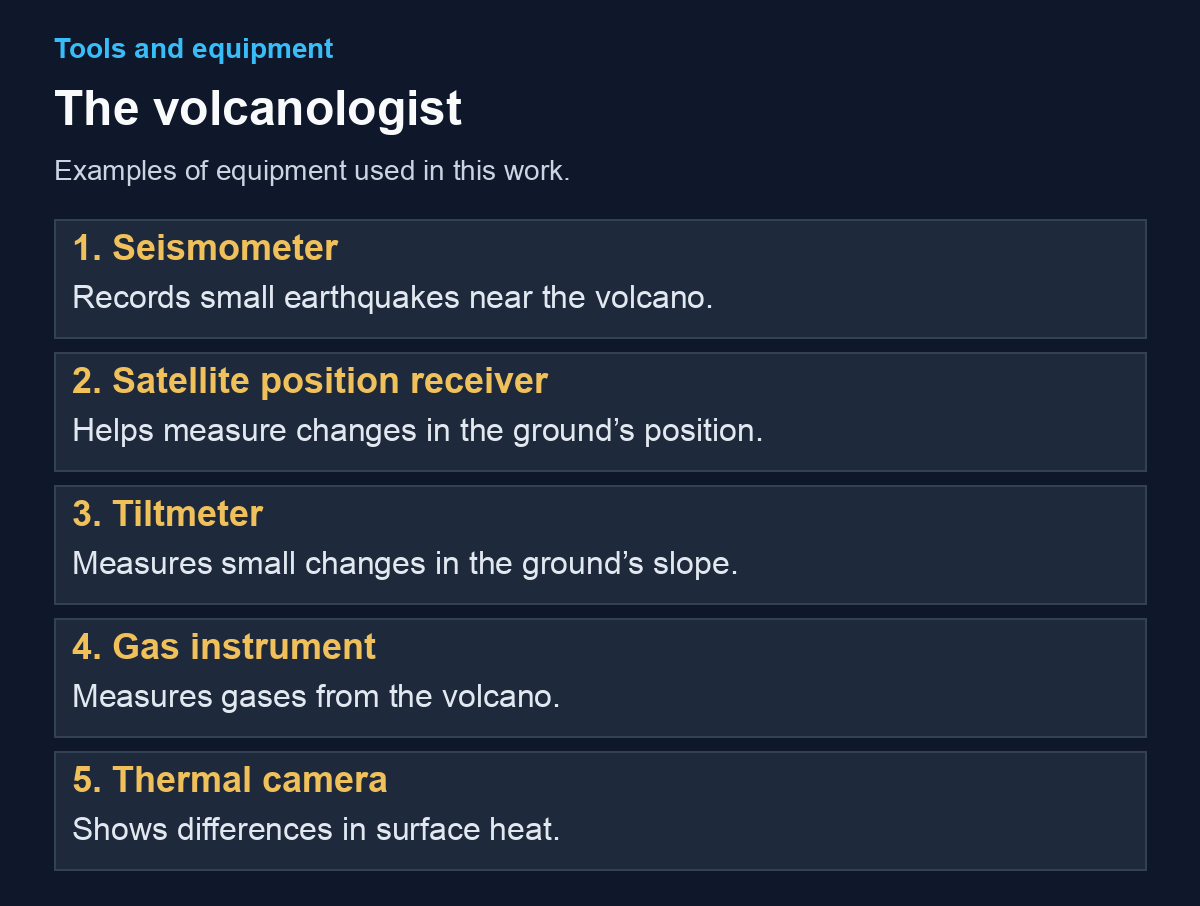 Tools and equipment
The volcanologist
Examples of equipment used in this work.
1. Seismometer
Records small earthquakes near the volcano.
2. Satellite position receiver
Helps measure changes in the ground’s position.
3. Tiltmeter
Measures small changes in the ground’s slope.
4. Gas instrument
Measures gases from the volcano.
5. Thermal camera
Shows differences in surface heat.